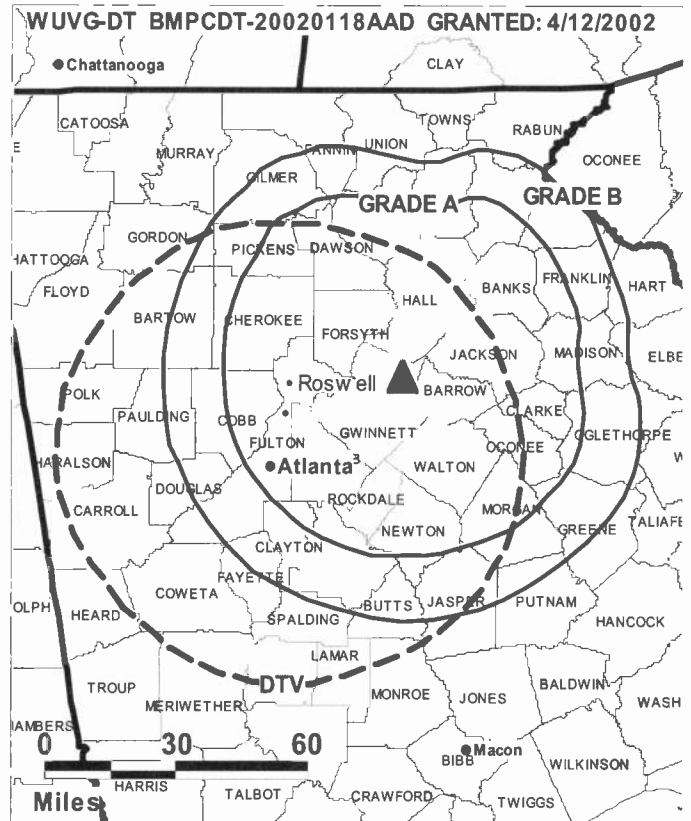 WUVG-DT BMPCDT-20020118AAD GRANTED: 4/12/2002
Chattanooga
CLAY
CATOOSA
TOWNS
RABUN
UNION
MURRAY
FANNIN
OCONEE
E
GILMER
GRADE A
GRADE B
GORDON
PICKENS
DAWSON
HATTOOGA
FRANKLIN
HART
BANKS
FLOYD
HALL
BARTOW
CHEROKEE
FORSYTH
JACKSON
MADISON
ELBE
Roswell
BARROW
POLK
PAULDING
COBB
CLARKE
FULTON
GWINNETT
OGLETHORPE
OCONEE
HARALSON
Atlanta³
WALTON
W
DOUGLAS
ROCKDALE
CARROLL
MORGAN
TALIAFE
NEWTON
GREENE
CLAYTON
FAYETTE
COWETA
BUTTS
JASPER
PUTNAM
OLPH
HEARD
SPALDING
HANCOCK
LAMAR
DTV
TROUP
MONROE
BALDWIN
JONES
MERIWETHER
WASH
AMBERS
0 30 60
Macon
BIBB
WILKINSON
Miles
HARRIS
TALBOT
CRAWFORD
TWIGGS